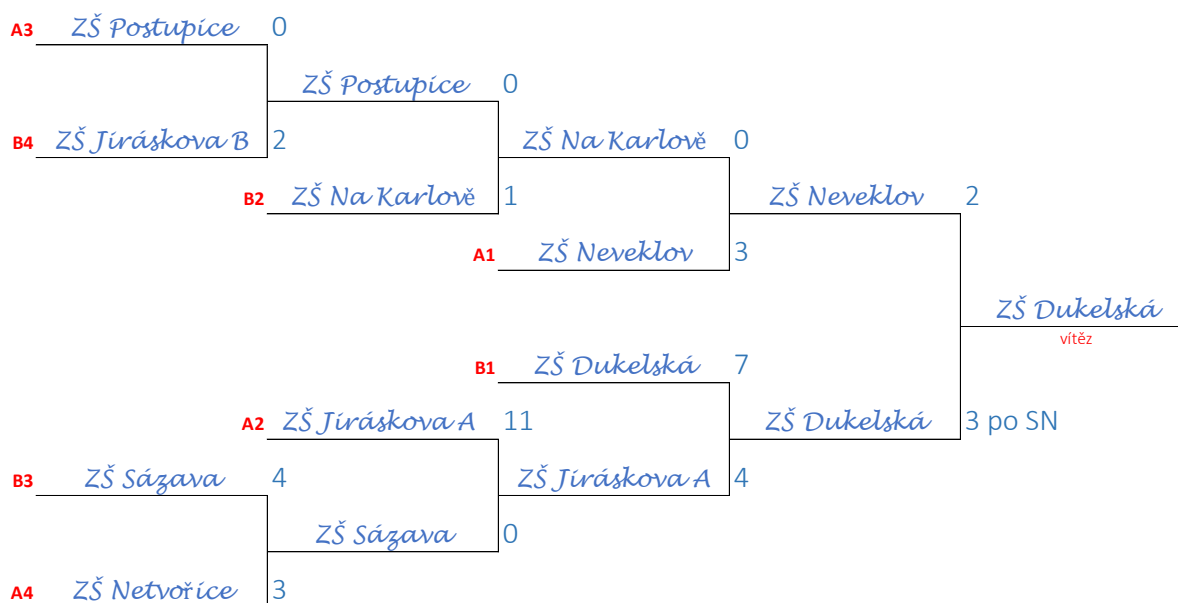 A3 ZŠ Postupice 0
ZŠ Postupice 0
B4 ZŠ Jiráskova B 2
ZŠ Na Karlově 0
B2 ZŠ Na Karlově 1
ZŠ Neveklov 2
A1 ZŠ Neveklov 3
ZŠ Dukelská
vítěz
B1 ZŠ Dukelská 7
A2 ZŠ Jiráskova A 11
ZŠ Dukelská 3 po SN
B3 ZŠ Sázava 4
ZŠ Jiráskova A 4
ZŠ Sázava 0
A4 ZŠ Netvořice 3